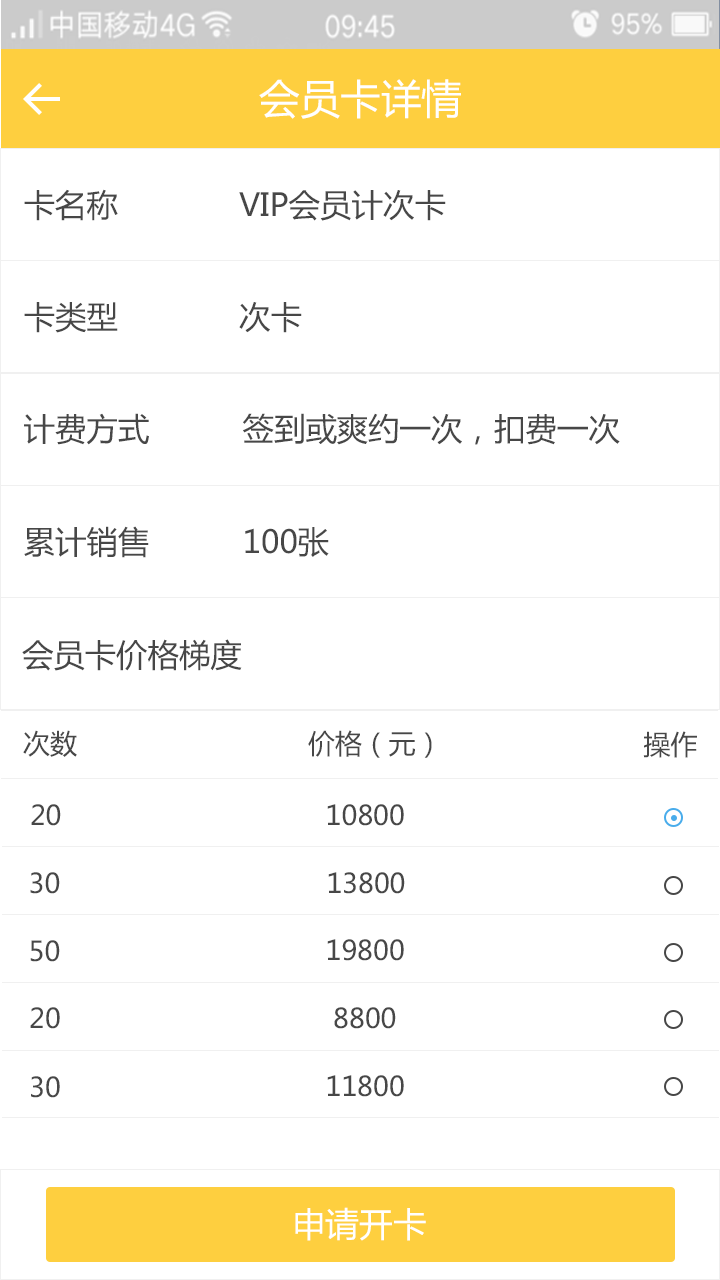 中国移动4G 09:45 95%
会员卡详情
卡名称 VIP会员计次卡
卡类型 次卡
计费方式 签到或爽约一次，扣费一次
累计销售 100张
会员卡价格梯度
次数 价格（元） 操作
20 10800
30 13800
50 19800
20 8800
30 11800
申请开卡